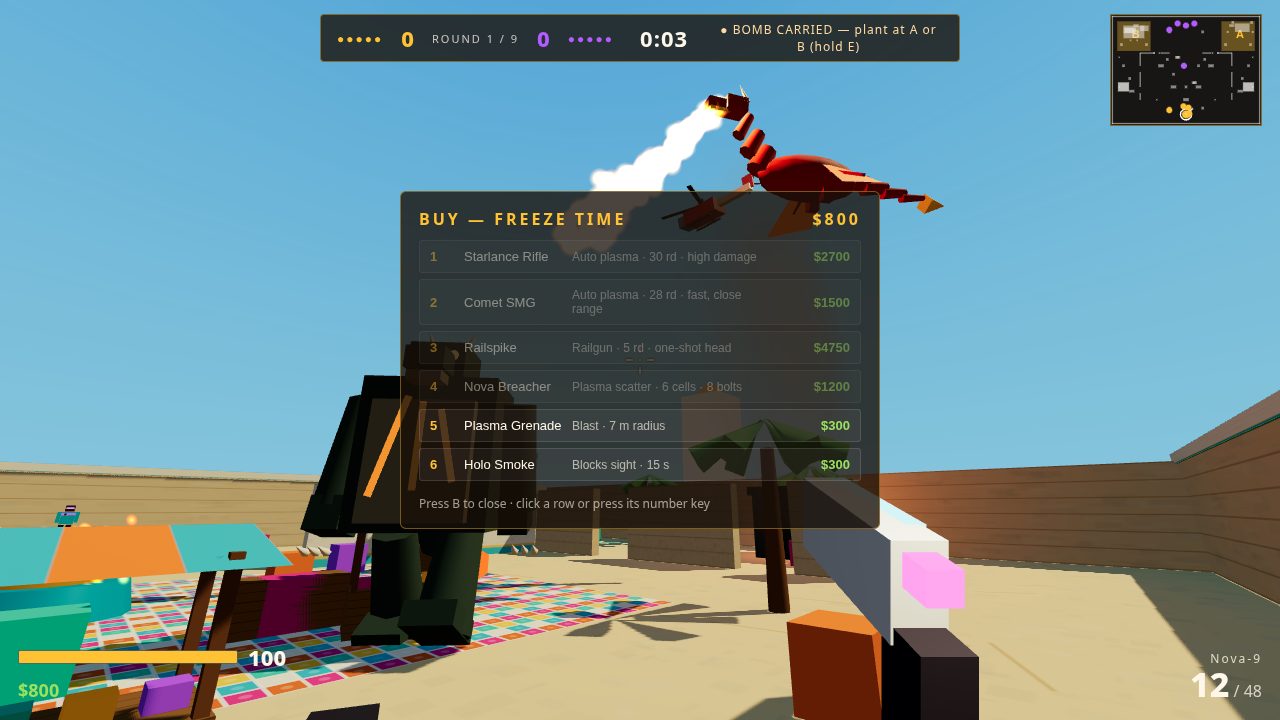 0 ROUND 1 / 9 0 0:03 ● BOMB CARRIED — plant at A or
B (hold E)
B A
BUY — FREEZE TIME $800
1 Starlance Rifle Auto plasma · 30 rd · high damage $2700
2 Comet SMG Auto plasma · 28 rd · fast, close
range $1500
3 Railspike Railgun · 5 rd · one-shot head $4750
4 Nova Breacher Plasma scatter · 6 cells · 8 bolts $1200
5 Plasma Grenade Blast · 7 m radius $300
6 Holo Smoke Blocks sight · 15 s $300
Press B to close · click a row or press its number key
100
$800
Nova-9
12 / 48